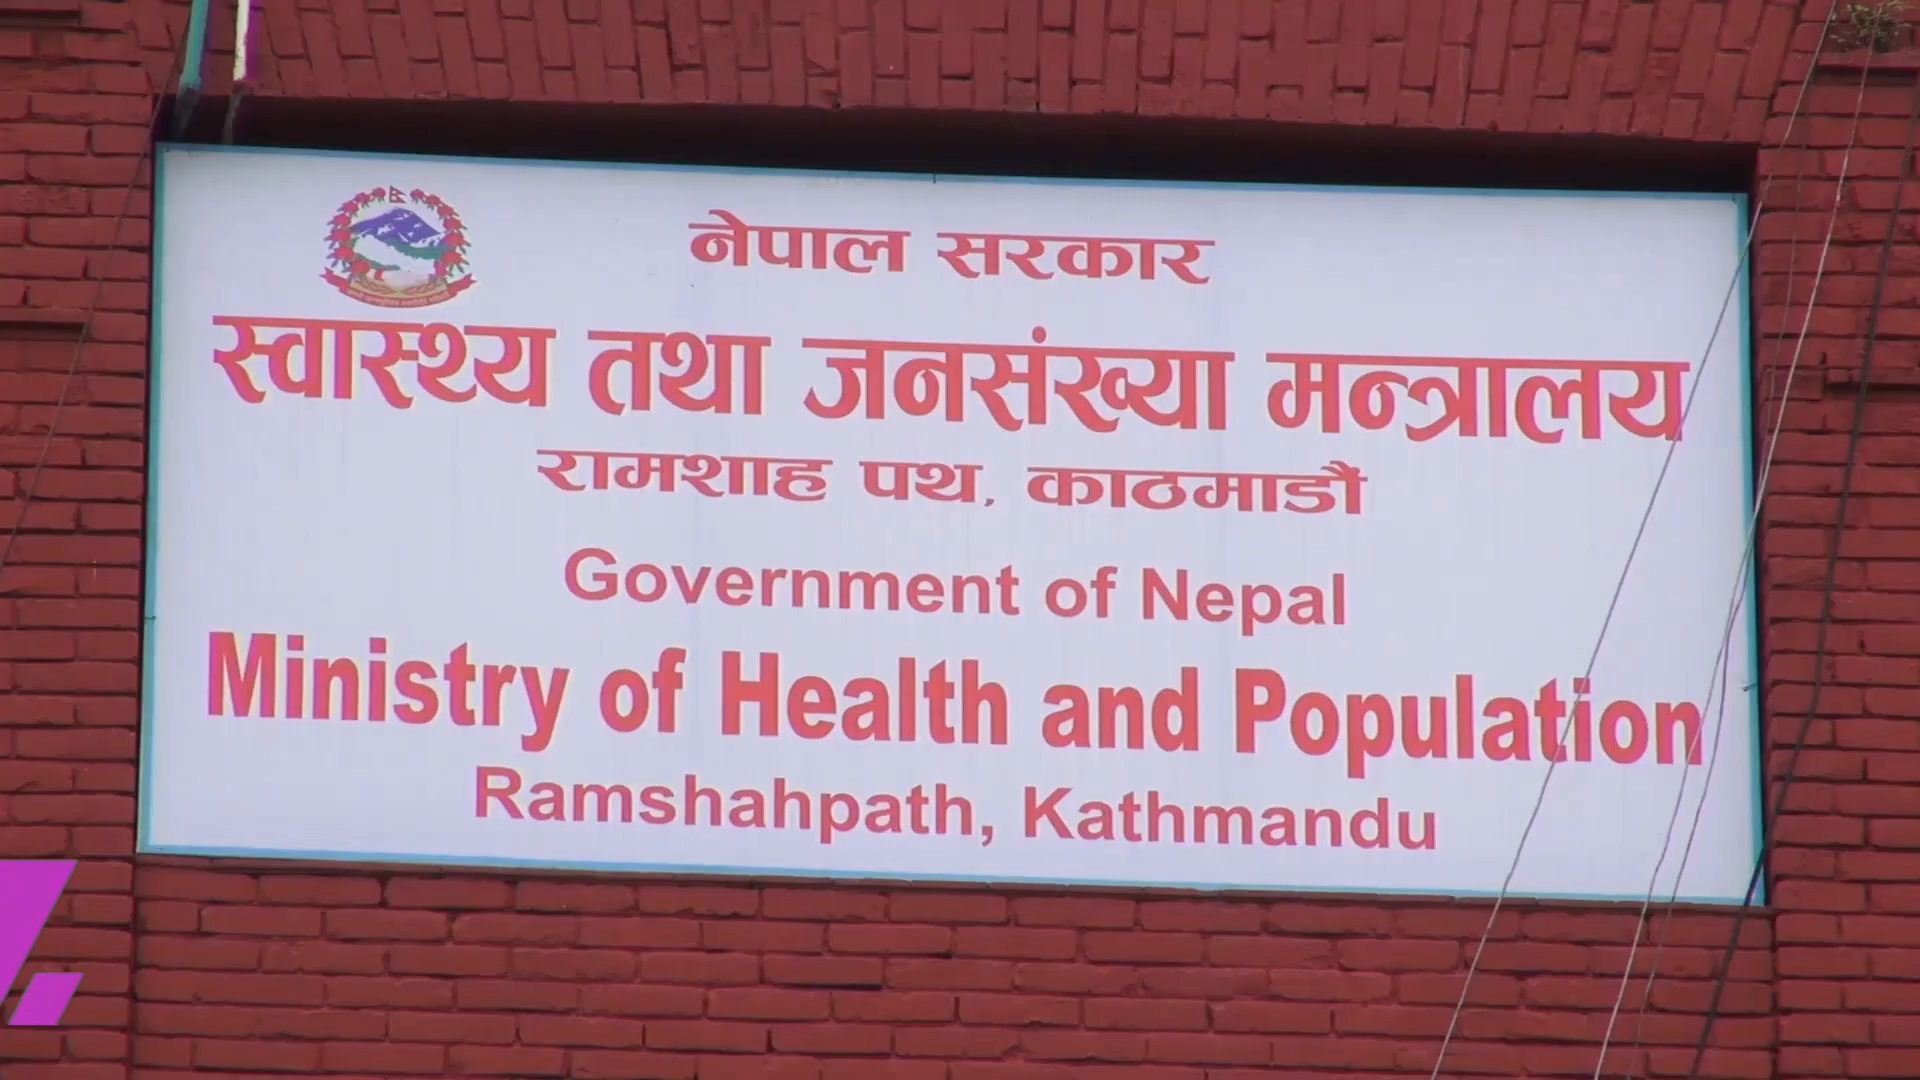 नेपाल सरकार
स्वास्थ्य तथा जनसंख्या मन्त्रालय
रामशाह पथ, काठमाडौं
Government of Nepal
Ministry of Health and Population
Ramshahpath, Kathmandu